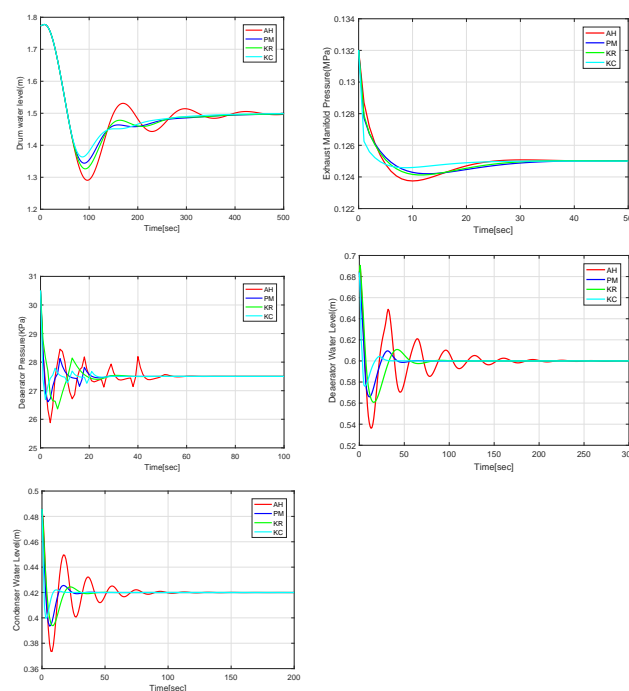 1.8
1.7
1.6
1.5
1.4
1.3
1.2
0 100 200 300 400 500
Drum water level(m)
Time[sec]
AH
PM
KR
KC
0.134
0.132
0.13
0.128
0.126
0.124
0.122
0 10 20 30 40 50
Exhaust Manifold Pressure(MPa)
Time[sec]
AH
PM
KR
KC
31
30
29
28
27
26
25
0 20 40 60 80 100
Deaerator Pressure(KPa)
Time[sec]
AH
PM
KR
KC
0.7
0.68
0.66
0.64
0.62
0.6
0.58
0.56
0.54
0.52
0 50 100 150 200 250 300
Deaerator Water Level(m)
Time[sec]
AH
PM
KR
KC
0.5
0.48
0.46
0.44
0.42
0.4
0.38
0.36
0 50 100 150 200
Condenser Water Level(m)
Time[sec]
AH
PM
KR
KC